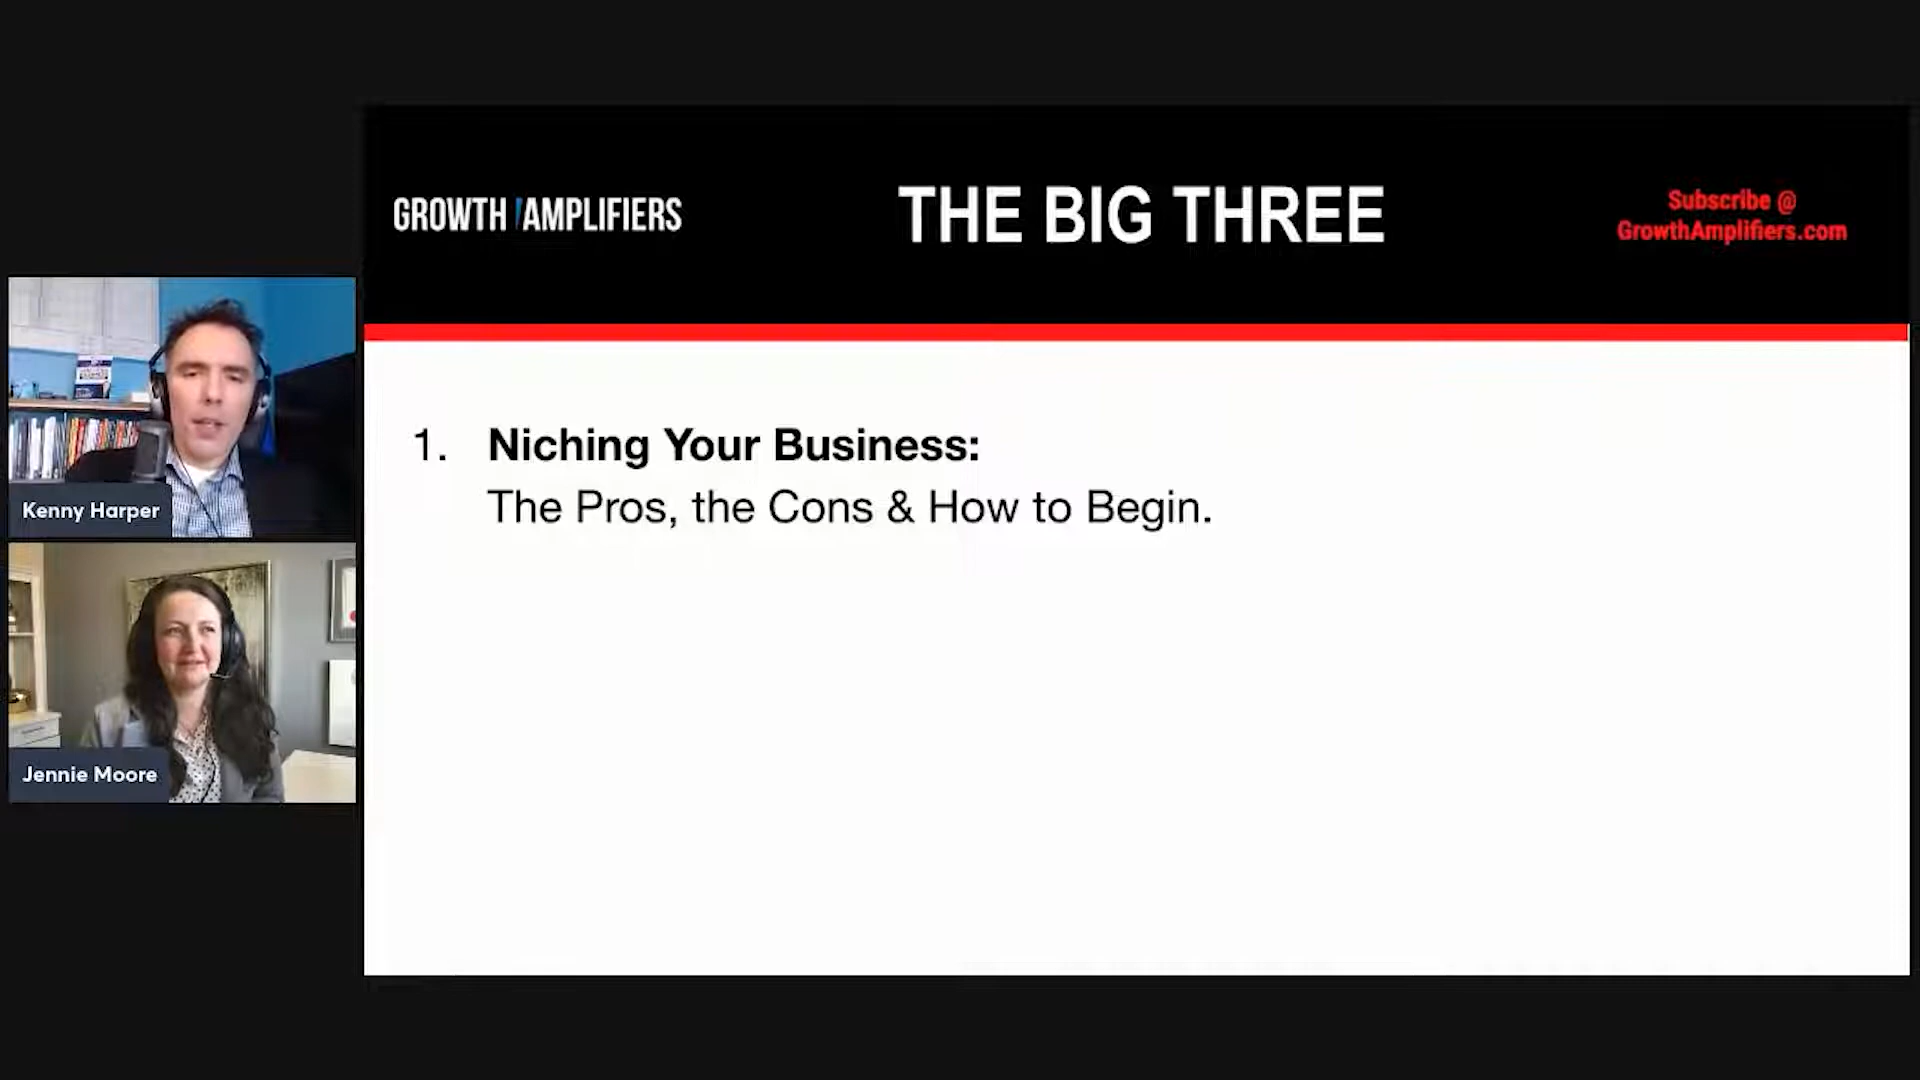 GROWTH AMPLIFIERS
THE BIG THREE
Subscribe @
GrowthAmplifiers.com
Kenny Harper
Jennie Moore
1. Niching Your Business:
The Pros, the Cons & How to Begin.